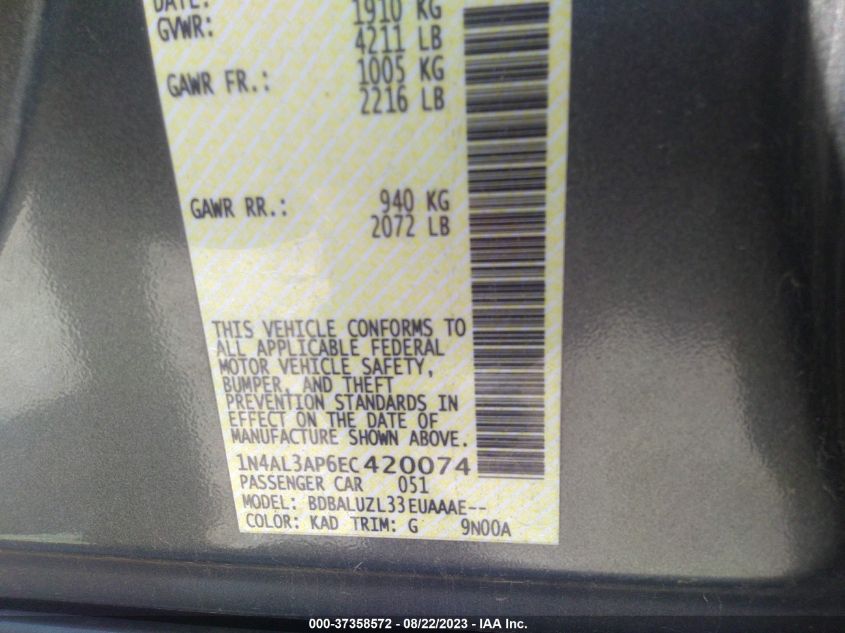 DATE:
GVWR: 1910 KG
4211 LB
GAWR FR.: 1005 KG
2216 LB
GAWR RR.: 940 KG
2072 LB
THIS VEHICLE CONFORMS TO
ALL APPLICABLE FEDERAL
MOTOR VEHICLE SAFETY,
BUMPER, AND THEFT
PREVENTION STANDARDS IN
EFFECT ON THE DATE OF
MANUFACTURE SHOWN ABOVE.
1N4AL3AP6EC420074
PASSENGER CAR 051
MODEL: BDBALUZL33EUAAAE--
COLOR: KAD TRIM: G 9N00A
000-37358572 - 08/22/2023 - IAA Inc.